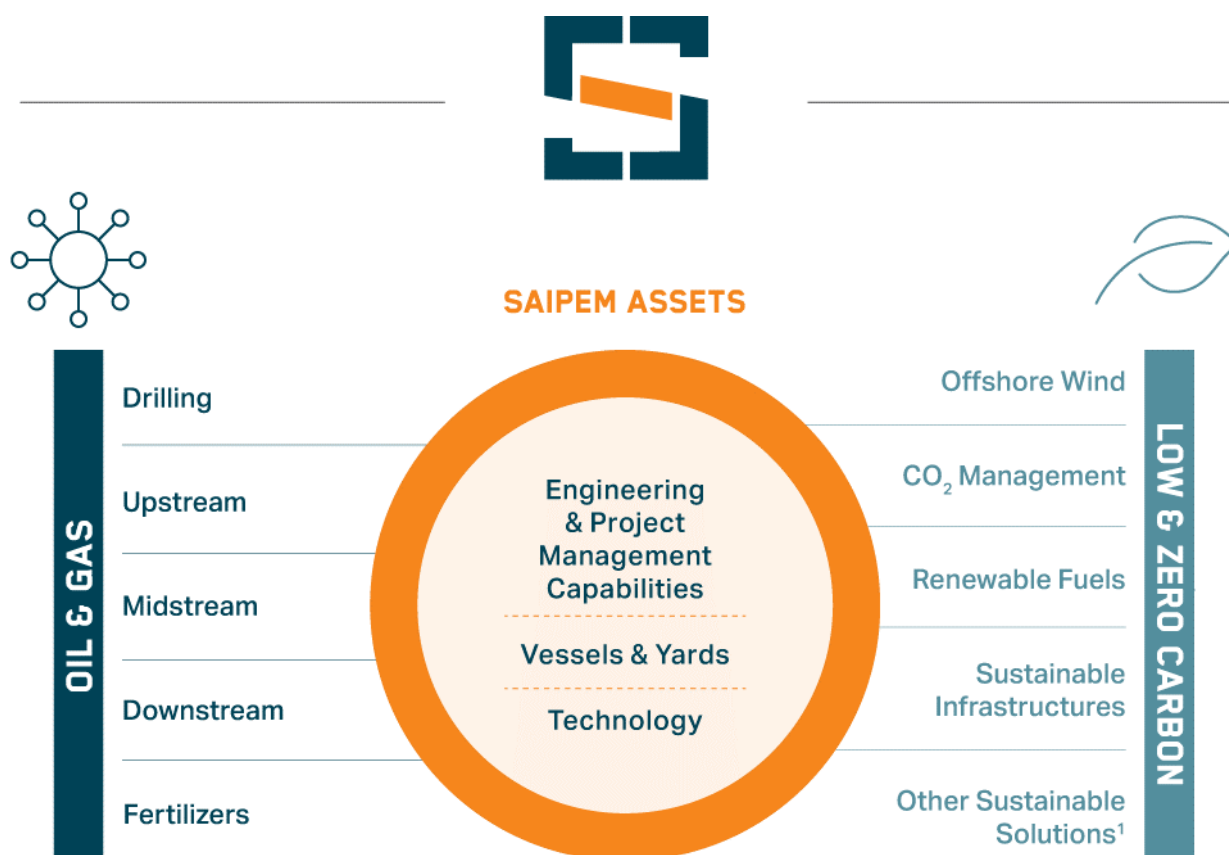 SAIPEM ASSETS
OIL & GAS
Drilling
Upstream
Midstream
Downstream
Fertilizers
Engineering
& Project
Management
Capabilities
Vessels & Yards
Technology
Offshore Wind
CO₂ Management
Renewable Fuels
Sustainable
Infrastructures
Other Sustainable
Solutions¹
LOW & ZERO CARBON